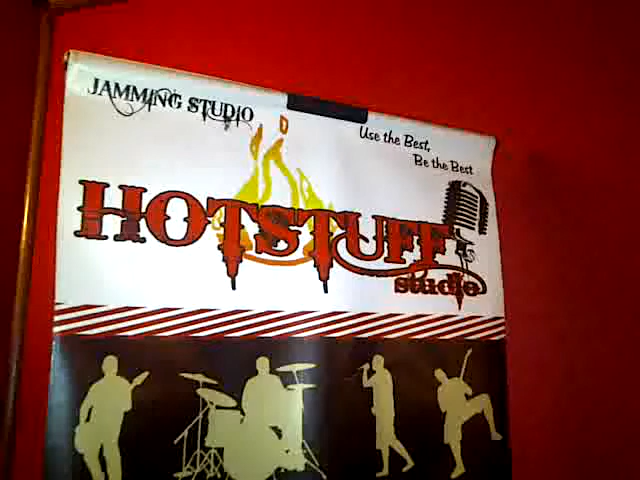 JAMMING STUDIO
Use the Best,
Be the Best
HOTSTUFF
studio